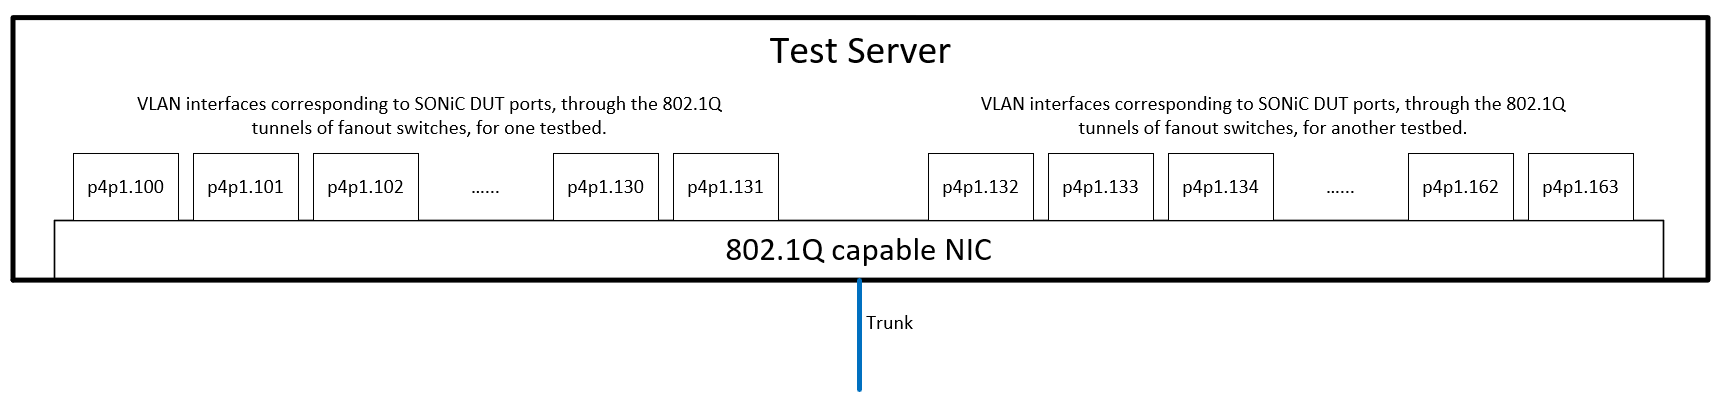 Test Server
VLAN interfaces corresponding to SONiC DUT ports, through the 802.1Q
tunnels of fanout switches, for one testbed.
VLAN interfaces corresponding to SONiC DUT ports, through the 802.1Q
tunnels of fanout switches, for another testbed.
p4p1.100 p4p1.101 p4p1.102 ...... p4p1.130 p4p1.131 p4p1.132 p4p1.133 p4p1.134 ...... p4p1.162 p4p1.163
802.1Q capable NIC
Trunk